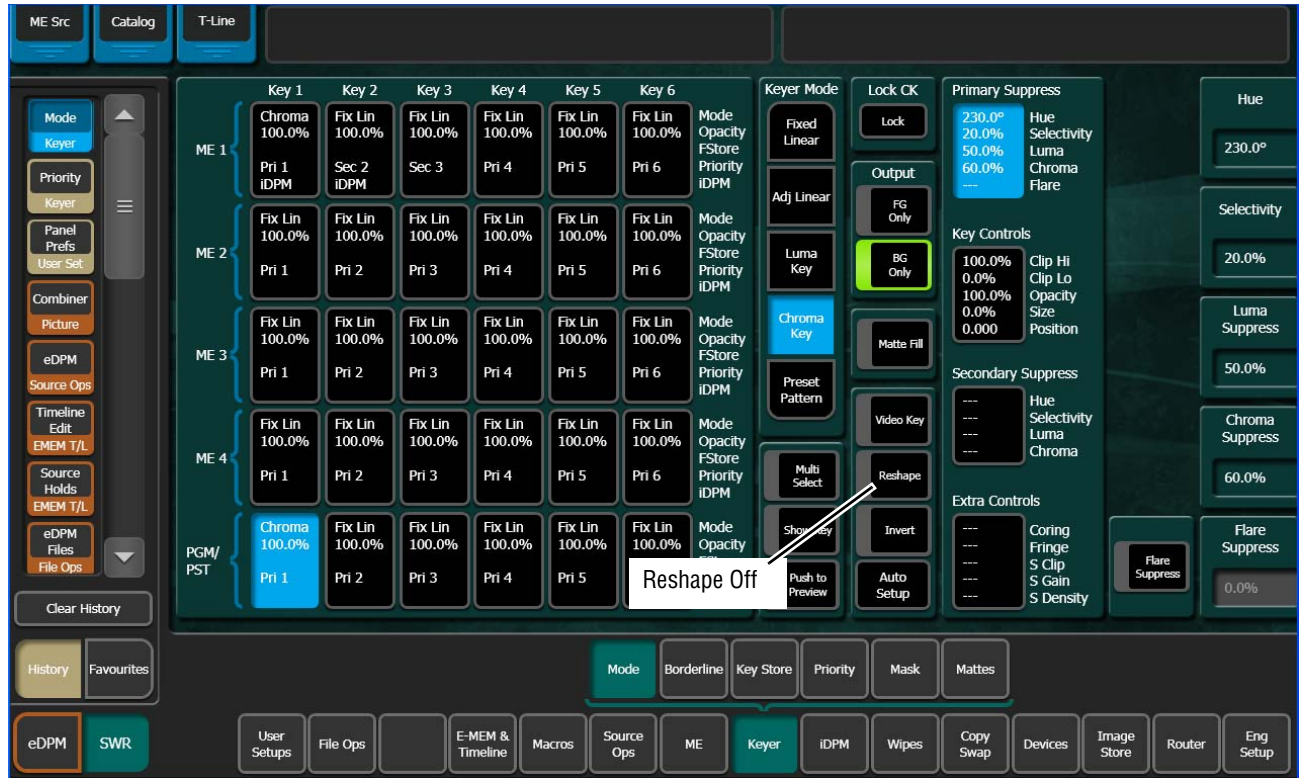 ME Src
Catalog
T-Line
Mode
Keyer
Priority
Keyer
Panel
Prefs
User Set
Combiner
Picture
eDPM
Source Ops
Timeline
Edit
EMEM T/L
Source
Holds
EMEM T/L
eDPM
Files
File Ops
Clear History
History
Favourites
eDPM
SWR
Key 1 Key 2 Key 3 Key 4 Key 5 Key 6
ME 1
Chroma Fix Lin Fix Lin Fix Lin Fix Lin Fix Lin Mode
100.0% 100.0% 100.0% 100.0% 100.0% 100.0% Opacity
FStore
Pri 1 Sec 2 Sec 3 Pri 4 Pri 5 Pri 6 Priority
iDPM iDPM iDPM
ME 2
Fix Lin Fix Lin Fix Lin Fix Lin Fix Lin Fix Lin Mode
100.0% 100.0% 100.0% 100.0% 100.0% 100.0% Opacity
FStore
Pri 1 Pri 2 Pri 3 Pri 4 Pri 5 Pri 6 Priority
iDPM
ME 3
Fix Lin Fix Lin Fix Lin Fix Lin Fix Lin Fix Lin Mode
100.0% 100.0% 100.0% 100.0% 100.0% 100.0% Opacity
FStore
Pri 1 Pri 2 Pri 3 Pri 4 Pri 5 Pri 6 Priority
iDPM
ME 4
Fix Lin Fix Lin Fix Lin Fix Lin Fix Lin Fix Lin Mode
100.0% 100.0% 100.0% 100.0% 100.0% 100.0% Opacity
FStore
Pri 1 Pri 2 Pri 3 Pri 4 Pri 5 Pri 6 Priority
iDPM
PGM/
PST
Chroma Fix Lin Fix Lin Fix Lin Fix Lin Fix Lin Mode
100.0% 100.0% 100.0% 100.0% 100.0% 100.0% Opacity
Pri 1 Pri 2 Pri 3 Pri 4 Pri 5
Reshape Off
Keyer Mode
Fixed
Linear
Adj Linear
Luma
Key
Chroma
Key
Preset
Pattern
Multi
Select
Show Key
Push to
Preview
Lock CK
Lock
Output
FG
Only
BG
Only
Matte Fill
Video Key
Reshape
Invert
Auto
Setup
Primary Suppress
230.0° Hue
20.0% Selectivity
50.0% Luma
60.0% Chroma
--- Flare
Key Controls
100.0% Clip Hi
0.0% Clip Lo
100.0% Opacity
0.0% Size
0.000 Position
Secondary Suppress
--- Hue
--- Selectivity
--- Luma
--- Chroma
Extra Controls
--- Coring
--- Fringe
--- S Clip
--- S Gain
--- S Density
Flare
Suppress
Hue
230.0°
Selectivity
20.0%
Luma
Suppress
50.0%
Chroma
Suppress
60.0%
Flare
Suppress
0.0%
Mode
Borderline
Key Store
Priority
Mask
Mattes
User
Setups
File Ops
E-MEM &
Timeline
Macros
Source
Ops
ME
Keyer
iDPM
Wipes
Copy
Swap
Devices
Image
Store
Router
Eng
Setup